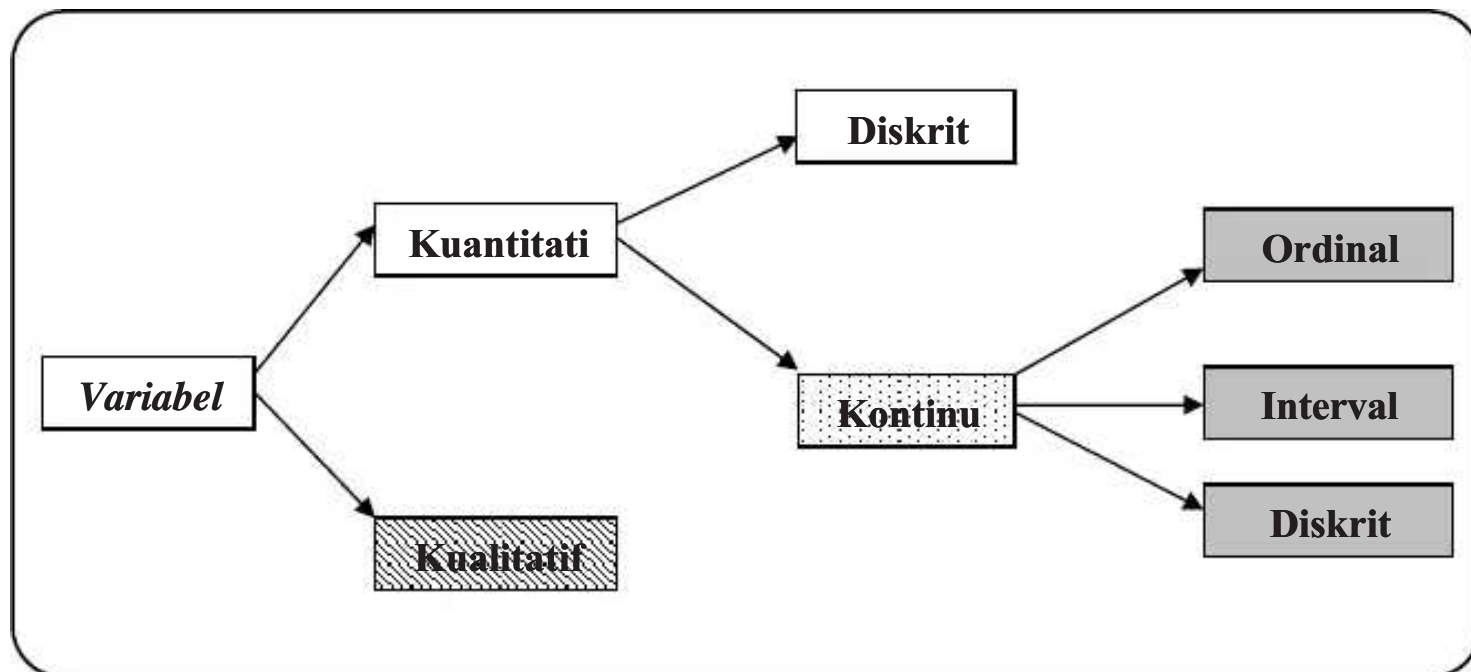 Diskrit
Kuantitati
Ordinal
Variabel
Kontinu
Interval
Diskrit
Kualitatif